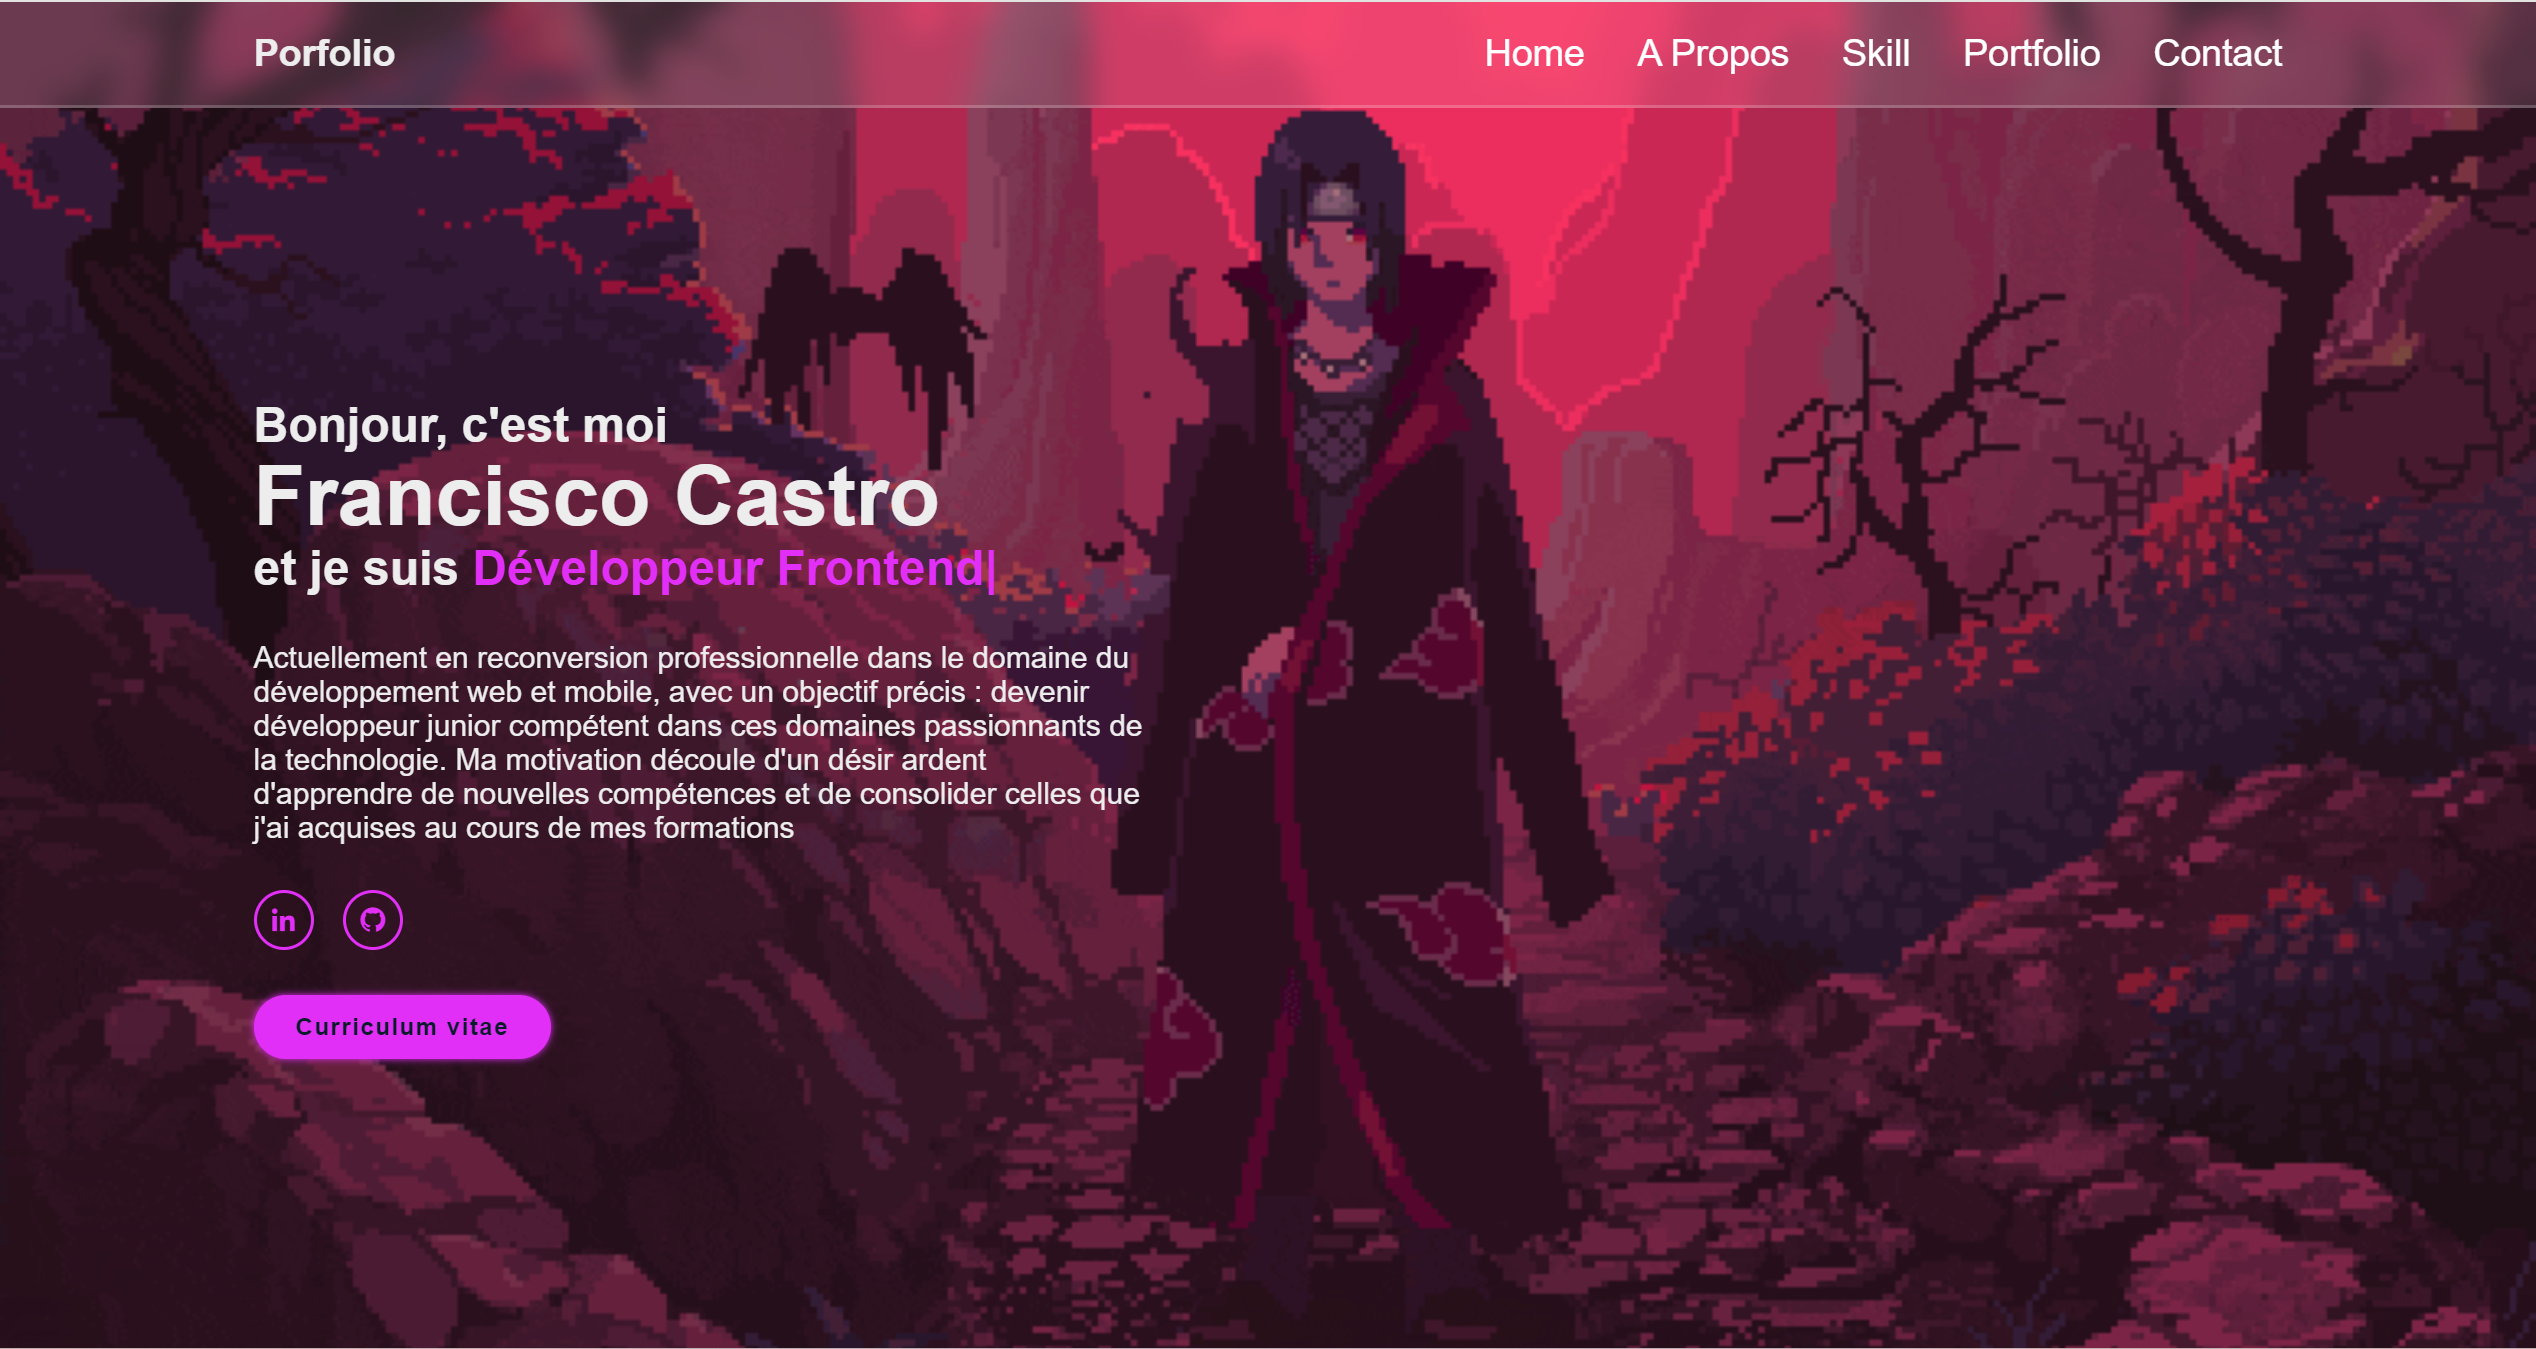 Porfolio
Home A Propos Skill Portfolio Contact
Bonjour, c'est moi
Francisco Castro
et je suis Développeur Frontend|
Actuellement en reconversion professionnelle dans le domaine du
développement web et mobile, avec un objectif précis : devenir
développeur junior compétent dans ces domaines passionnants de
la technologie. Ma motivation découle d'un désir ardent
d'apprendre de nouvelles compétences et de consolider celles que
j'ai acquises au cours de mes formations
in
Curriculum vitae